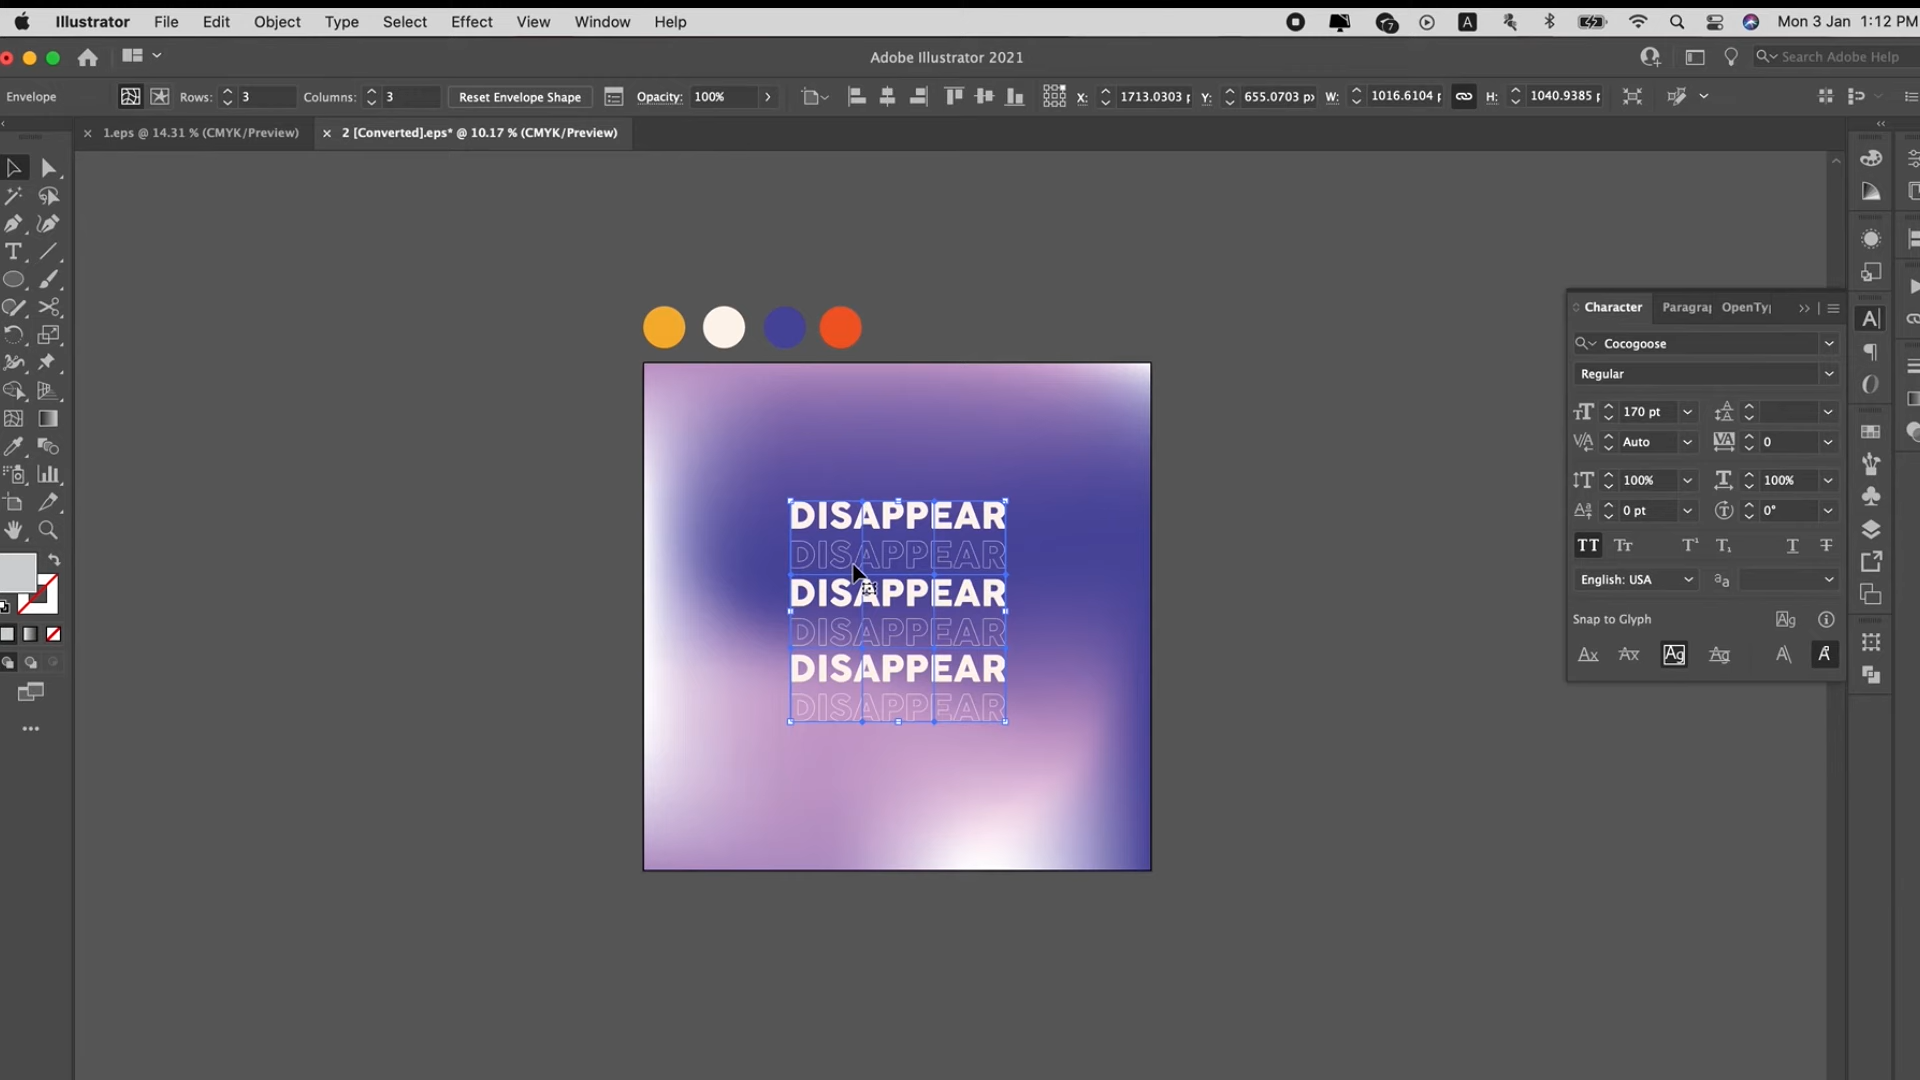 Illustrator File Edit Object Type Select Effect View Window Help
7 A Mon 3 Jan 1:12 PM
Adobe Illustrator 2021
Search Adobe Help
Envelope Rows: 3 Columns: 3 Reset Envelope Shape Opacity: 100% X: 1713.0303 Y: 655.0703 px W: 1016.6104 H: 1040.9385
1.eps @ 14.31 % (CMYK/Preview) 2 [Converted].eps* @ 10.17 % (CMYK/Preview)
Character Paragra OpenTy
Cocogoose
Regular
170 pt
Auto 0
100% 100%
0 pt 0°
English: USA
Snap to Glyph
DISAPPEAR
DISAPPEAR
DISAPPEAR
DISAPPEAR
DISAPPEAR
DISAPPEAR